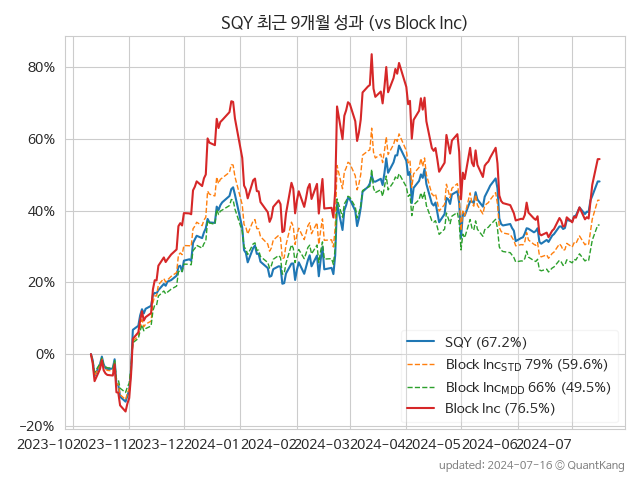 SQY 최근 9개월 성과 (vs Block Inc)
80%
60%
40%
20%
0%
−20%
SQY (67.2%)
Block IncSTD 79% (59.6%)
Block IncMDD 66% (49.5%)
Block Inc (76.5%)
2023-10 2023-11 2023-12 2024-01 2024-02 2024-03 2024-04 2024-05 2024-06 2024-07
updated: 2024-07-16 © QuantKang